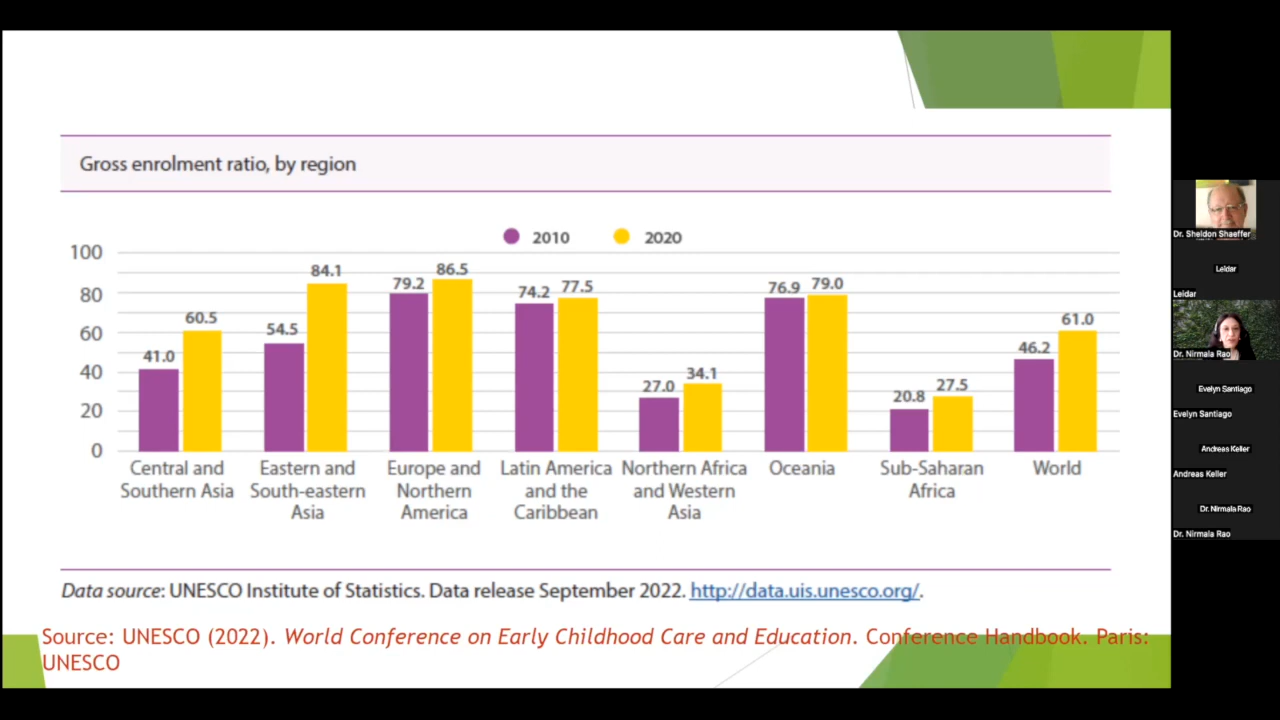 Gross enrolment ratio, by region
2010 2020
100
80
60
40
20
0
41.0 60.5
54.5 84.1
79.2 86.5
74.2 77.5
27.0 34.1
76.9 79.0
20.8 27.5
46.2 61.0
Central and
Southern Asia
Eastern and
South-eastern
Asia
Europe and
Northern
America
Latin America
and the
Caribbean
Northern Africa
and Western
Asia
Oceania
Sub-Saharan
Africa
World
Data source: UNESCO Institute of Statistics. Data release September 2022. http://data.uis.unesco.org/.
Source: UNESCO (2022). World Conference on Early Childhood Care and Education. Conference Handbook. Paris:
UNESCO
Dr. Sheldon Shaeffer
Leidar
Leidar
Dr. Nirmala Rao
Evelyn Santiago
Evelyn Santiago
Andreas Keller
Andreas Keller
Dr. Nirmala Rao
Dr. Nirmala Rao